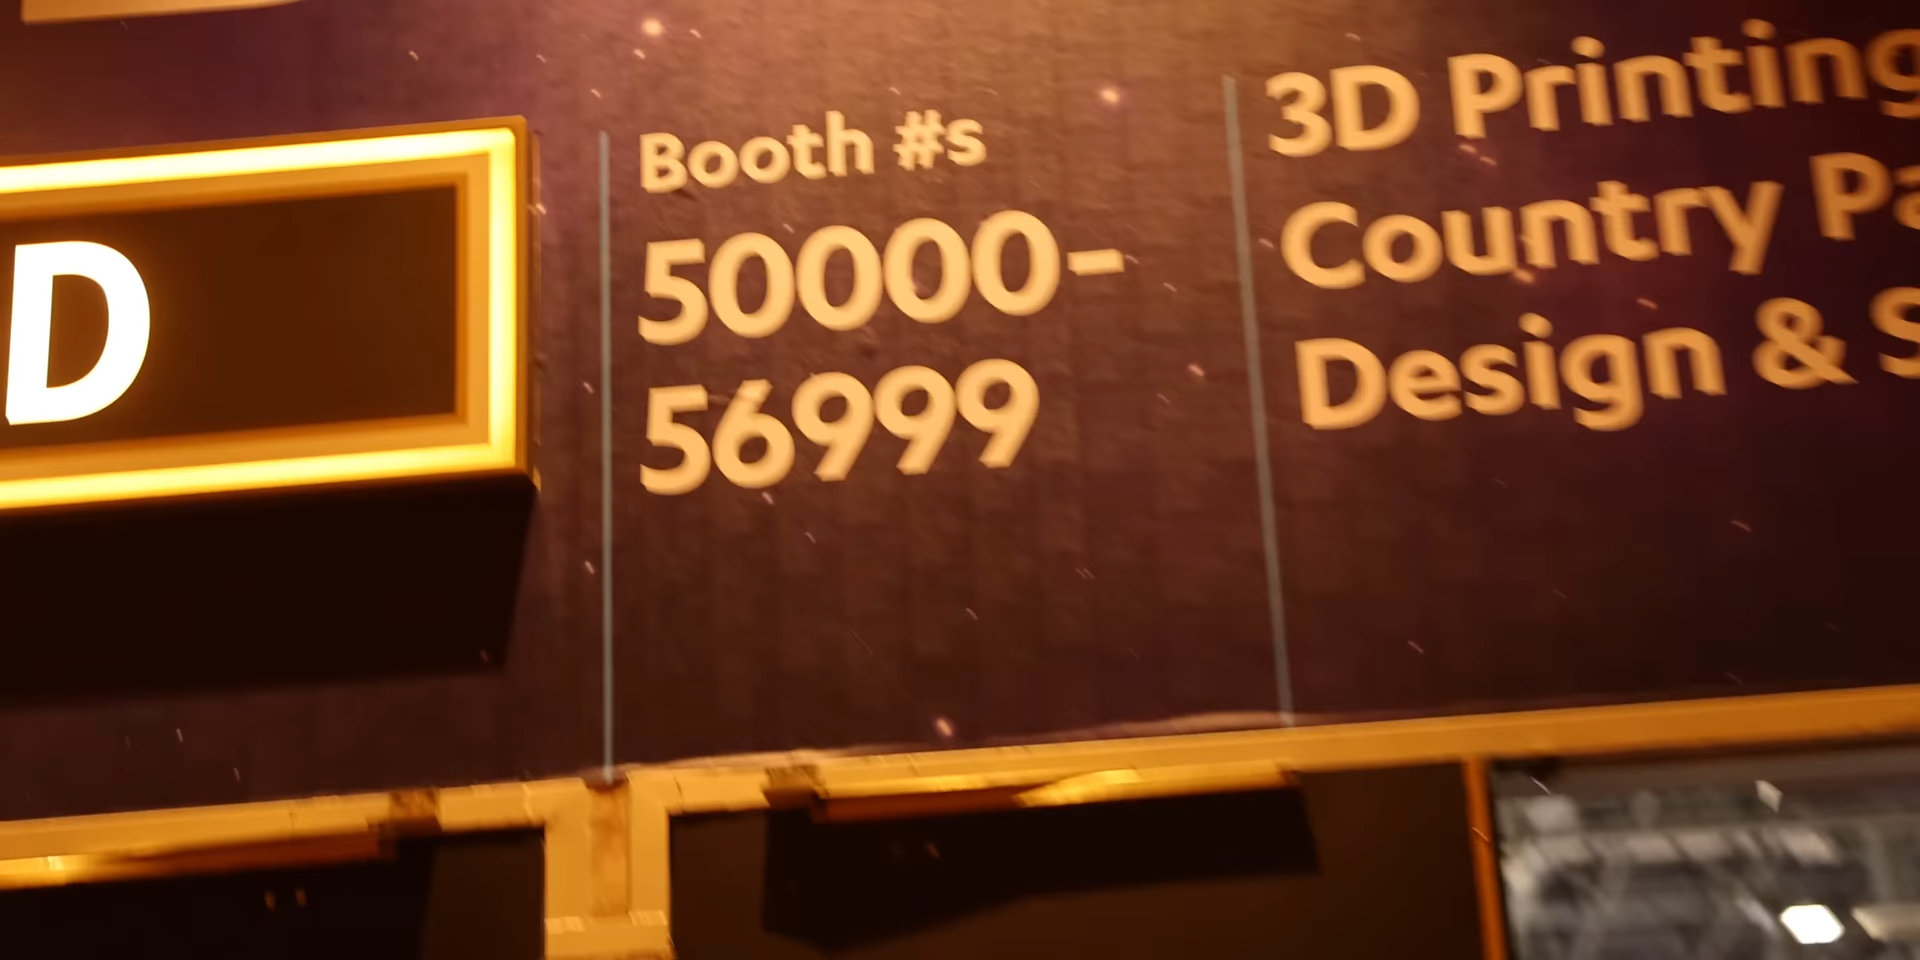 D
Booth #s
50000-
56999
3D Printing
Country
Design &